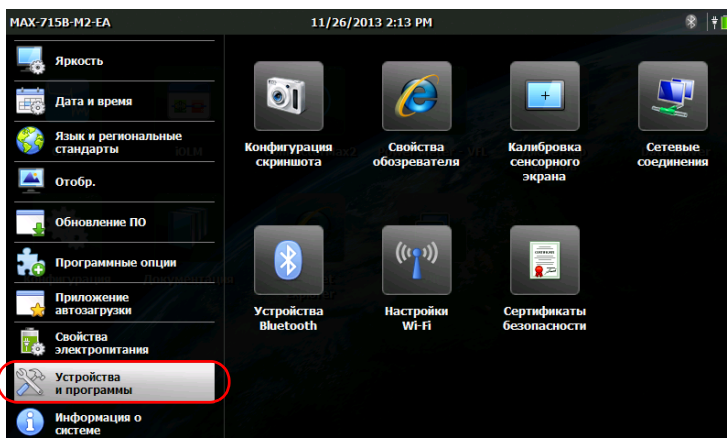 MAX-715B-M2-EA
11/26/2013 2:13 PM
Яркость
Дата и время
Язык и региональные
стандарты
Отобр.
Обновление ПО
Программные опции
Приложение
автозагрузки
Свойства
электропитания
Устройства
и программы
Информация о
системе
Конфигурация
скриншота
Свойства
обозревателя
Калибровка
сенсорного
экрана
Сетевые
соединения
Устройства
Bluetooth
Настройки
Wi-Fi
Сертификаты
безопасности